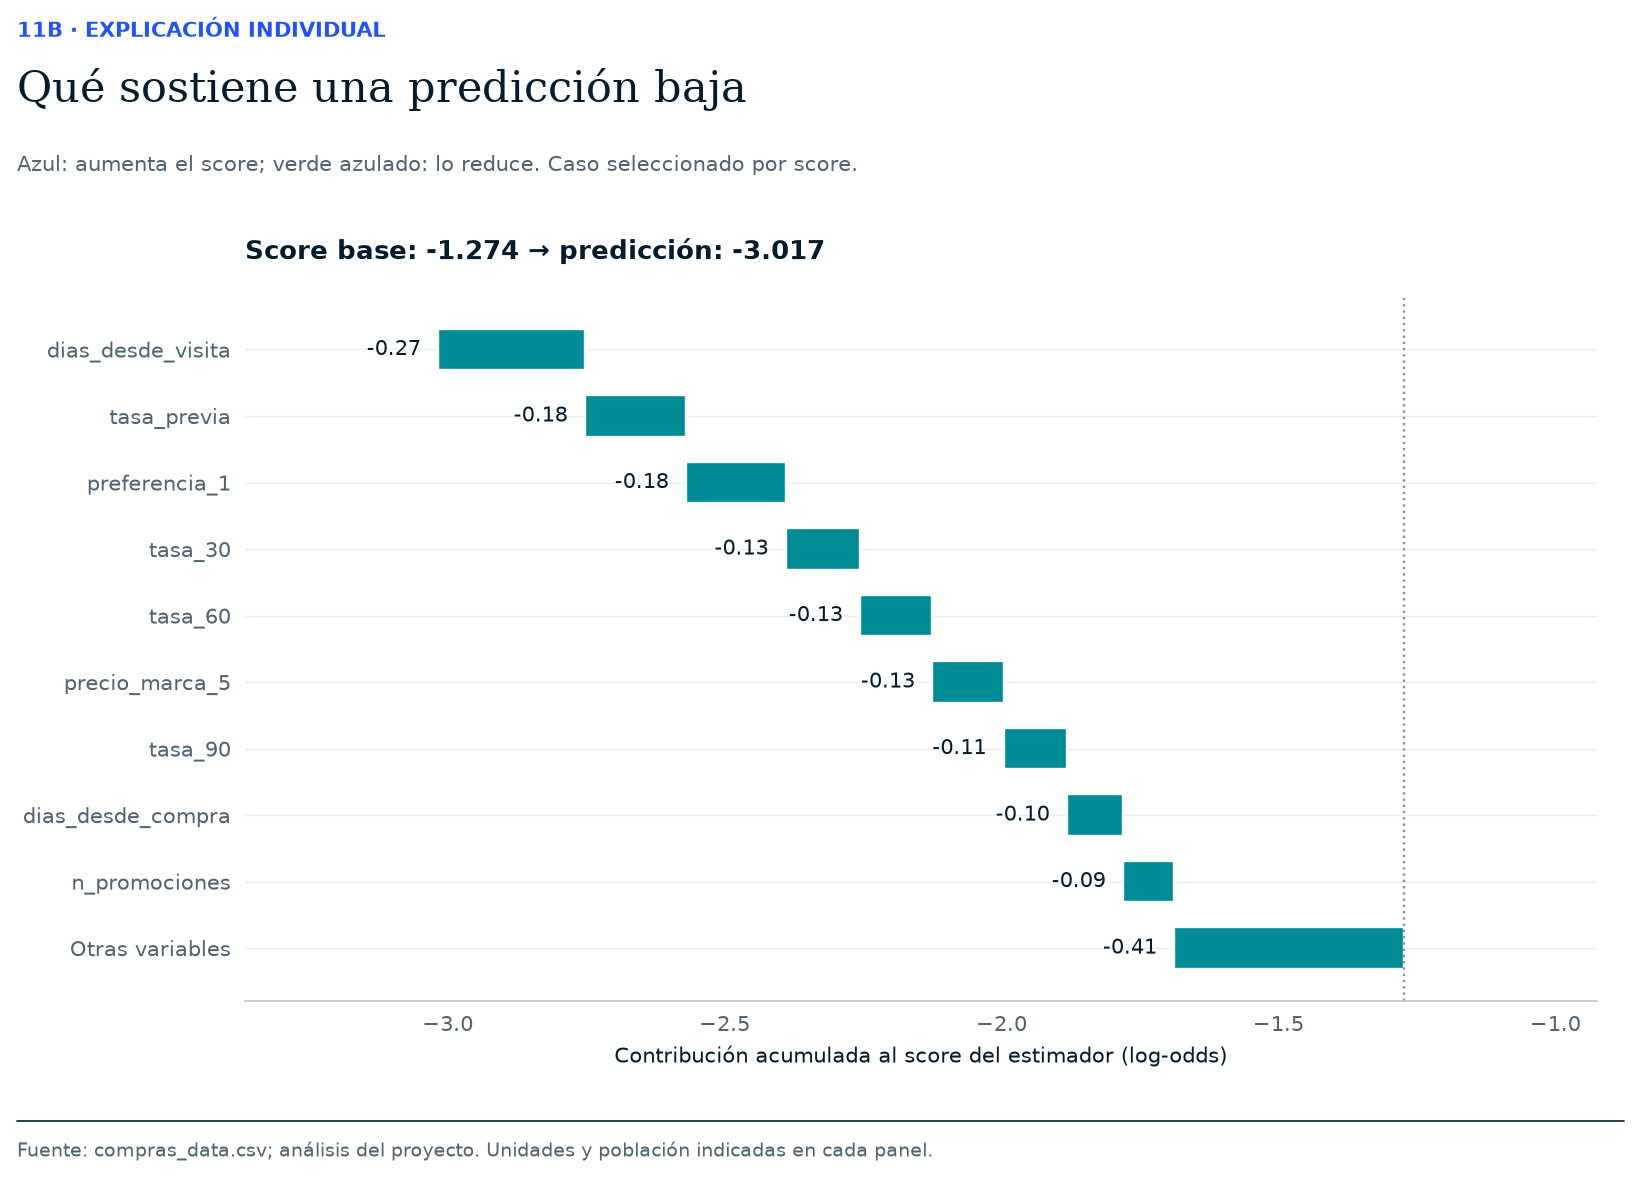 11B · EXPLICACIÓN INDIVIDUAL
Qué sostiene una predicción baja
Azul: aumenta el score; verde azulado: lo reduce. Caso seleccionado por score.
Score base: -1.274 → predicción: -3.017
dias_desde_visita -0.27
tasa_previa -0.18
preferencia_1 -0.18
tasa_30 -0.13
tasa_60 -0.13
precio_marca_5 -0.13
tasa_90 -0.11
dias_desde_compra -0.10
n_promociones -0.09
Otras variables -0.41
−3.0 −2.5 −2.0 −1.5 −1.0
Contribución acumulada al score del estimador (log-odds)
Fuente: compras_data.csv; análisis del proyecto. Unidades y población indicadas en cada panel.